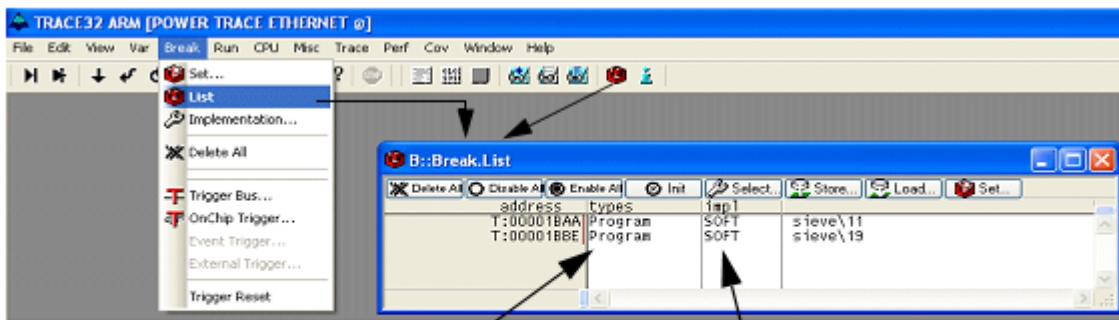 TRACE32 ARM [POWER TRACE ETHERNET @]
File Edit View Var Break Run CPU Misc Trace Perf Cov Window Help
Set...
List
Implementation...
Delete All
Trigger Bus...
OnChip Trigger...
Event Trigger...
External Trigger...
Trigger Reset
B::Break.List
Delete All Disable All Enable All Init Select... Store... Load... Set...
address types impl
T:00001BAA Program SOFT sieve\11
T:00001BBE Program SOFT sieve\19